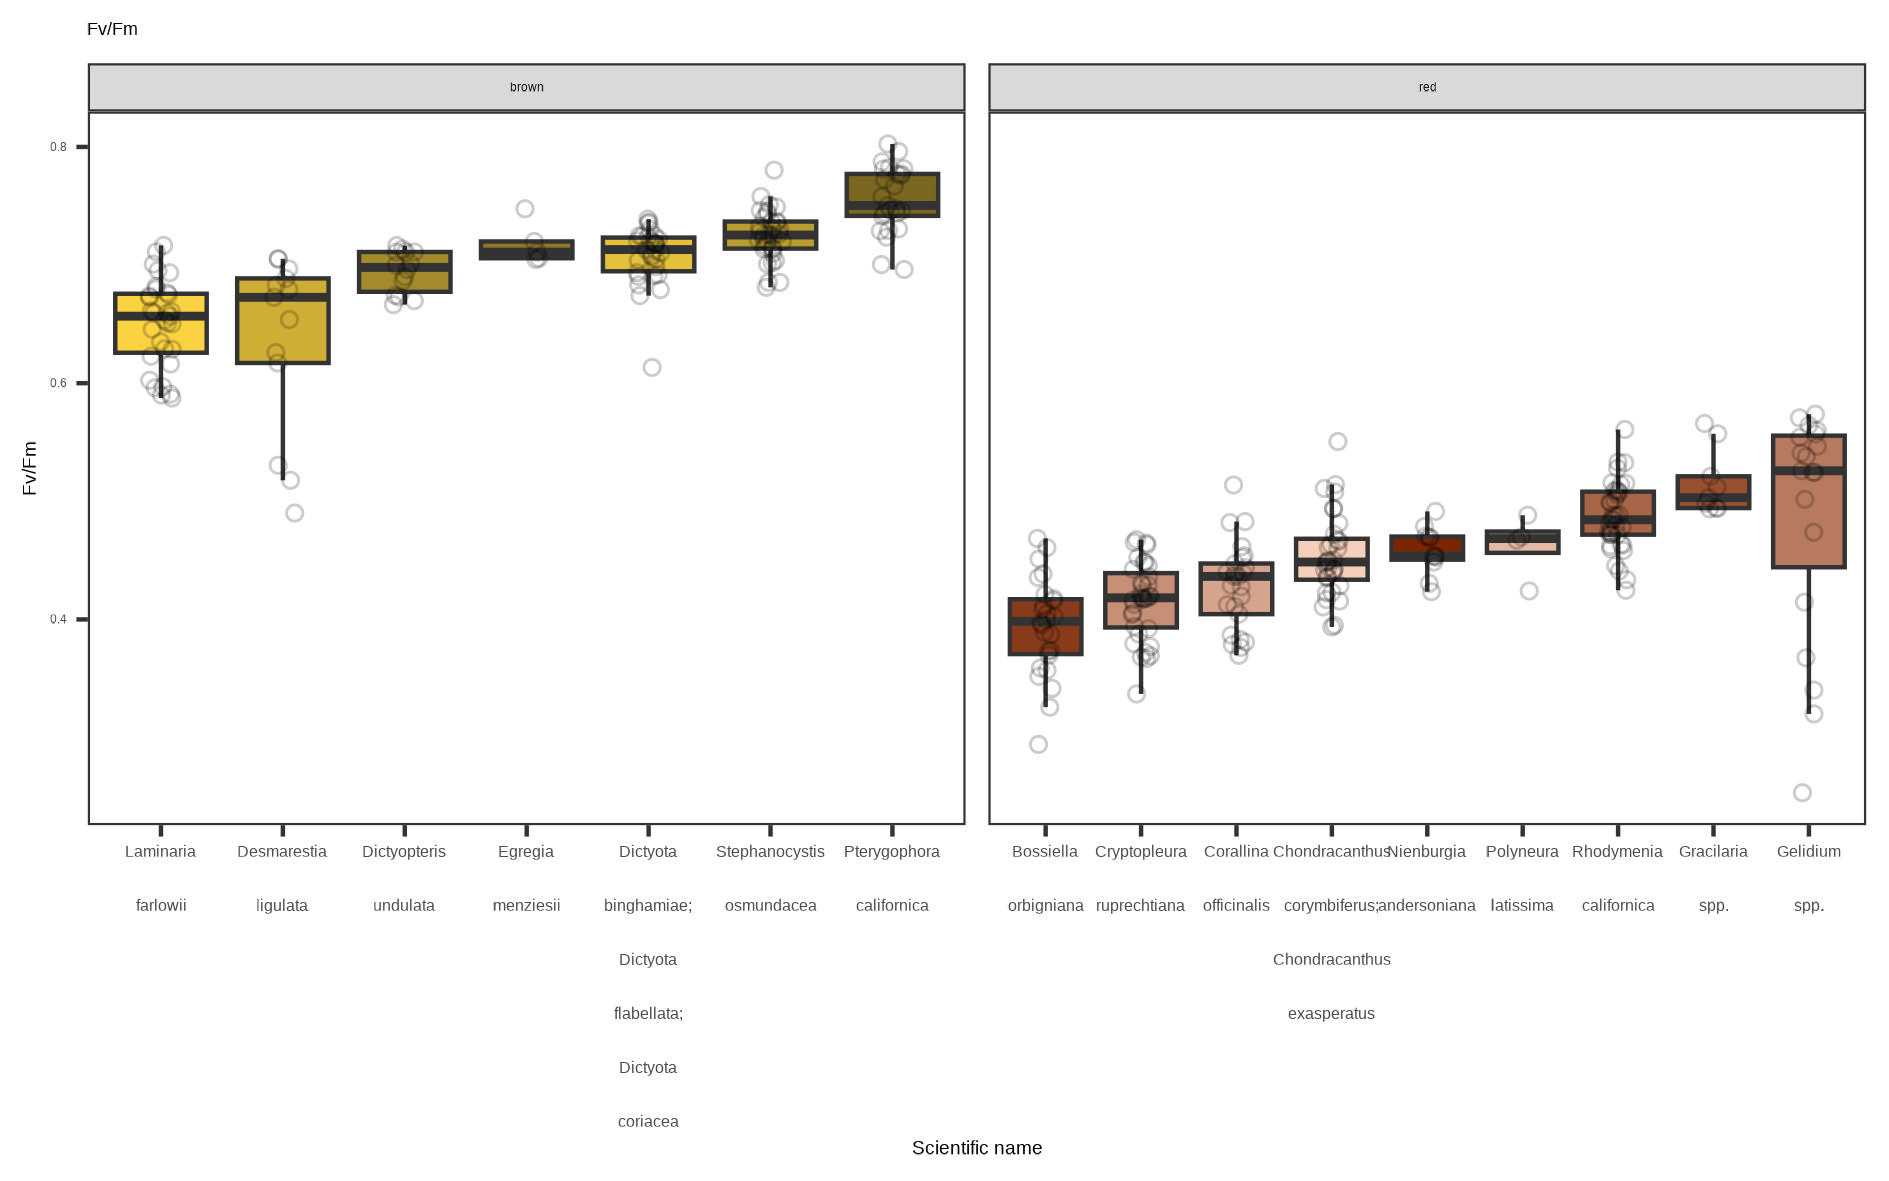 Fv/Fm
brown
red
0.8
0.6
0.4
Fv/Fm
Laminaria farlowii
Desmarestia ligulata
Dictyopteris undulata
Egregia menziesii
Dictyota binghamiae; Dictyota flabellata; Dictyota coriacea
Stephanocystis osmundacea
Pterygophora californica
Bossiella orbigniana
Cryptopleura ruprechtiana
Corallina officinalis
Chondracanthus corymbiferus; Chondracanthus exasperatus
Nienburgia andersoniana
Polyneura latissima
Rhodymenia californica
Gracilaria spp.
Gelidium spp.
Scientific name